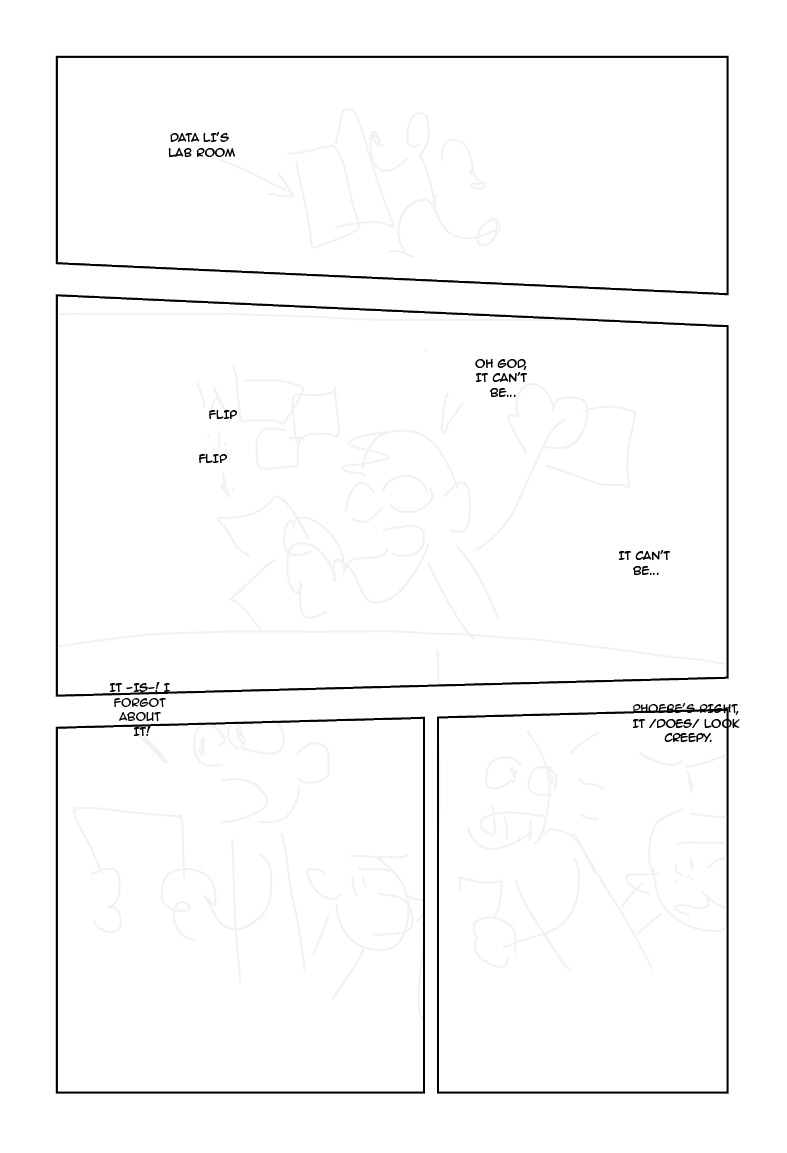 DATA LI'S
LAB ROOM
OH GOD,
IT CAN'T
BE...
FLIP
FLIP
IT CAN'T
BE...
IT -IS-! I
FORGOT
ABOUT
IT!
PHOEBE'S RIGHT,
IT /DOES/ LOOK
CREEPY.